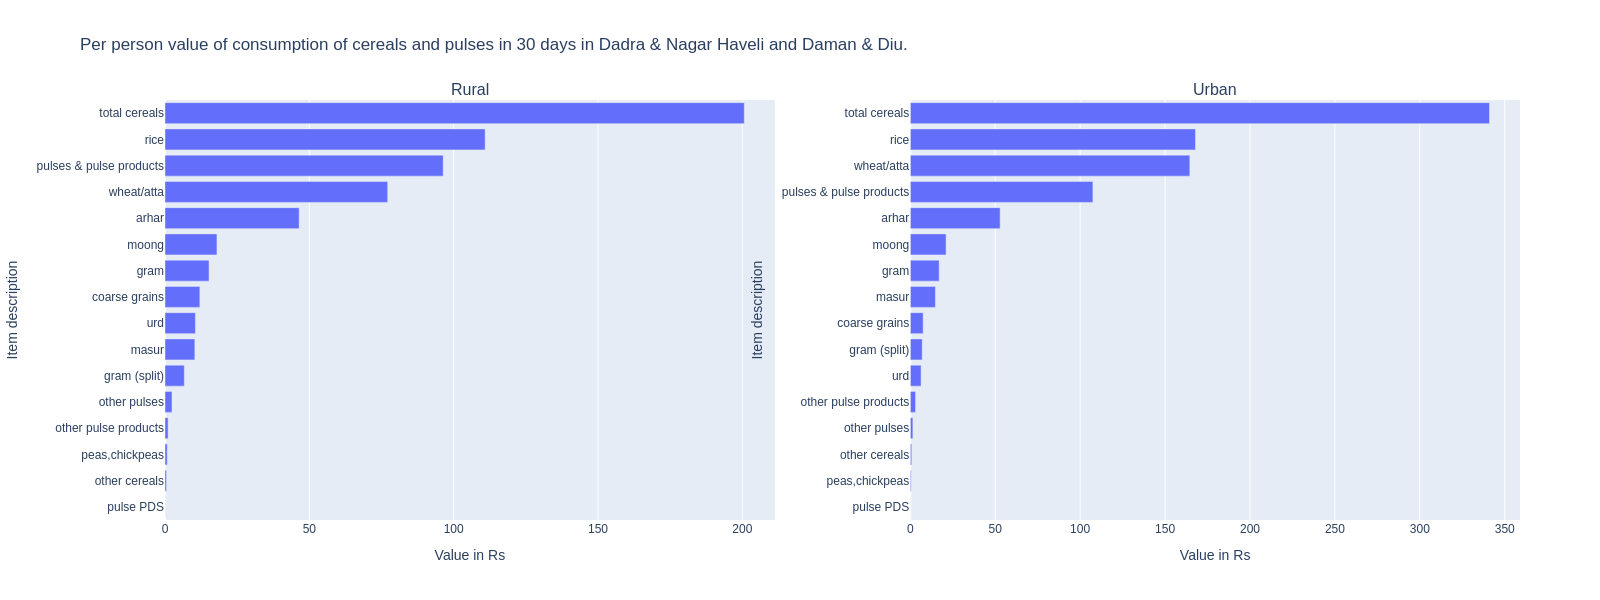 Per person value of consumption of cereals and pulses in 30 days in Dadra & Nagar Haveli and Daman & Diu.
Rural
total cereals
rice
pulses & pulse products
wheat/atta
arhar
moong
gram
coarse grains
urd
masur
gram (split)
other pulses
other pulse products
peas,chickpeas
other cereals
pulse PDS
Item description
0 50 100 150 200
Value in Rs
Urban
total cereals
rice
wheat/atta
pulses & pulse products
arhar
moong
gram
masur
coarse grains
gram (split)
urd
other pulse products
other pulses
other cereals
peas,chickpeas
pulse PDS
Item description
0 50 100 150 200 250 300 350
Value in Rs